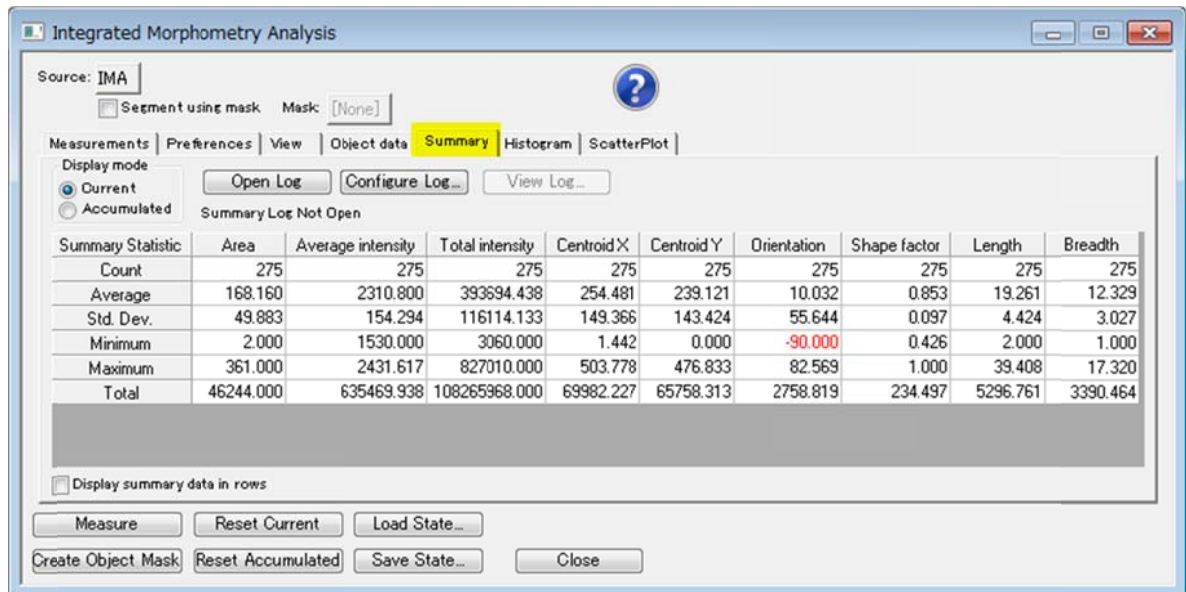 Integrated Morphometry Analysis
Source: IMA
Segment using mask Mask: [None]
Measurements Preferences View Object data Summary Histogram ScatterPlot
Display mode
Current Open Log Configure Log... View Log...
Accumulated Summary Log Not Open
Summary Statistic Area Average intensity Total intensity Centroid X Centroid Y Orientation Shape factor Length Breadth
Count 275 275 275 275 275 275 275 275 275
Average 168.160 2310.800 393694.438 254.481 239.121 10.032 0.853 19.261 12.329
Std. Dev. 49.883 154.294 116114.133 149.366 143.424 55.644 0.097 4.424 3.027
Minimum 2.000 1530.000 3060.000 1.442 0.000 -90.000 0.426 2.000 1.000
Maximum 361.000 2431.617 827010.000 503.778 476.833 82.569 1.000 39.408 17.320
Total 46244.000 635469.938 108265968.000 69982.227 65758.313 2758.819 234.497 5296.761 3390.464
Display summary data in rows
Measure Reset Current Load State...
Create Object Mask Reset Accumulated Save State... Close